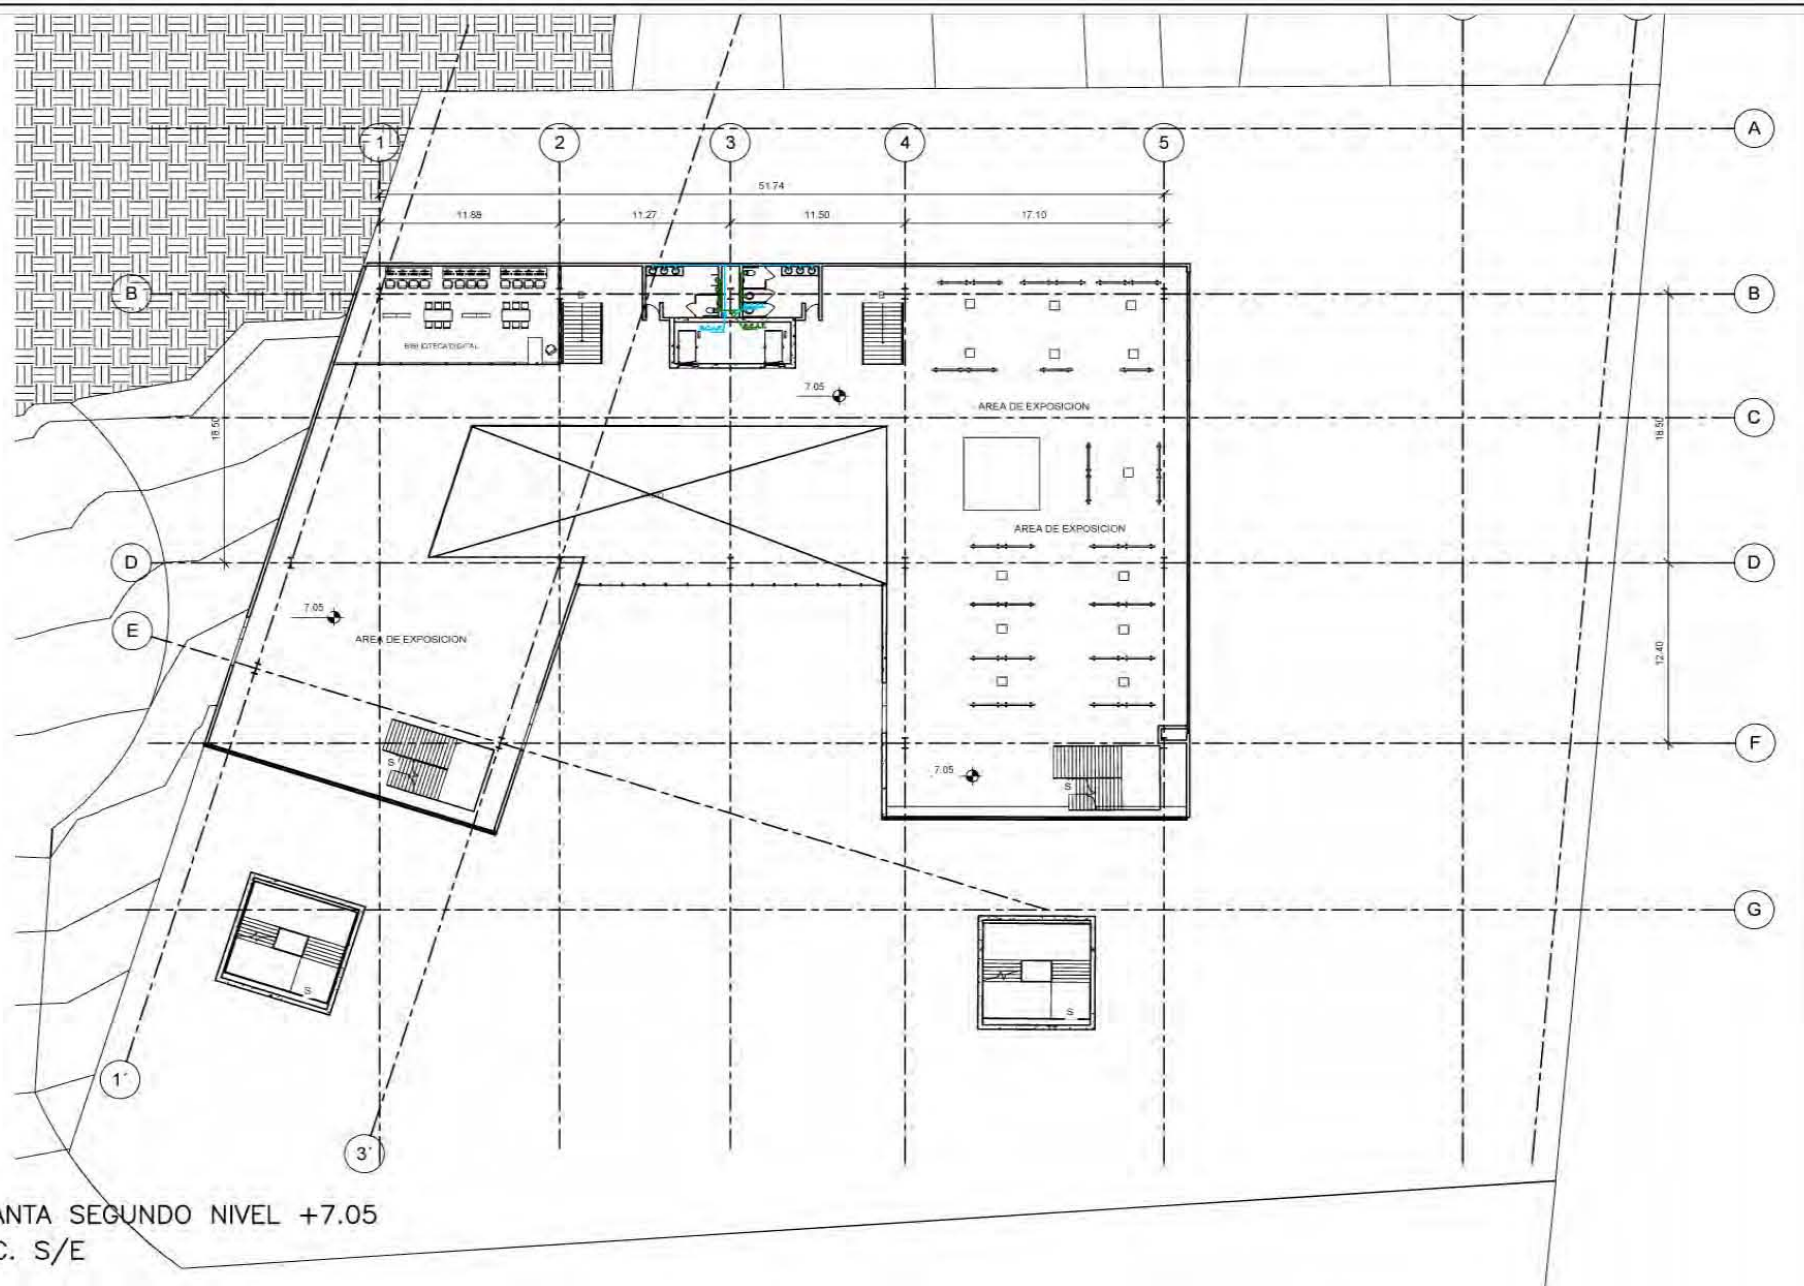 A
1
2
3
4
5
51.74
11.88
11.27
11.50
17.10
B
B
BIBLIOTECA DIGITAL
7.05
AREA DE EXPOSICION
C
18.50
18.50
AREA DE EXPOSICION
D
D
7.05
E
AREA DE EXPOSICION
12.40
F
S
7.05
S
G
S
S
1´
3´
ANTA SEGUNDO NIVEL +7.05
C. S/E